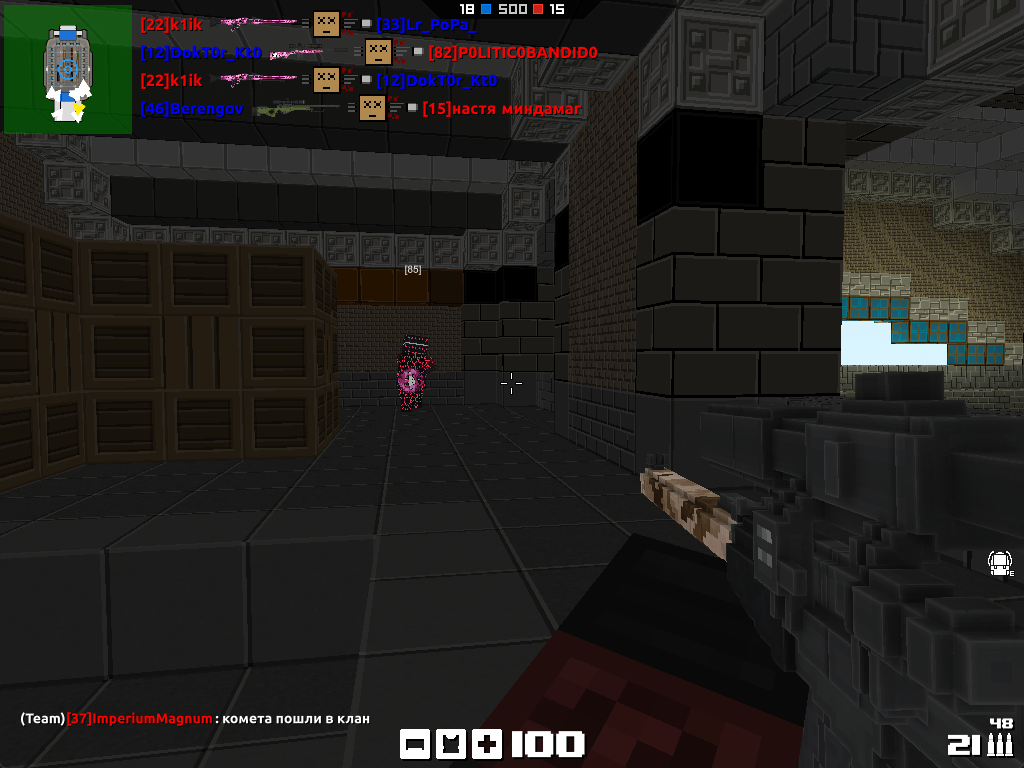 18 500 15
[22]k1ik [33]Lr_PoPa_
[12]DokT0r_Kt0 [82]P0LITIC0BANDID0
[22]k1ik [12]DokT0r_Kt0
[46]Berengov [15]настя миндамаг
[85]
E
(Team)[37]ImperiumMagnum : комета пошли в клан
100
48
21